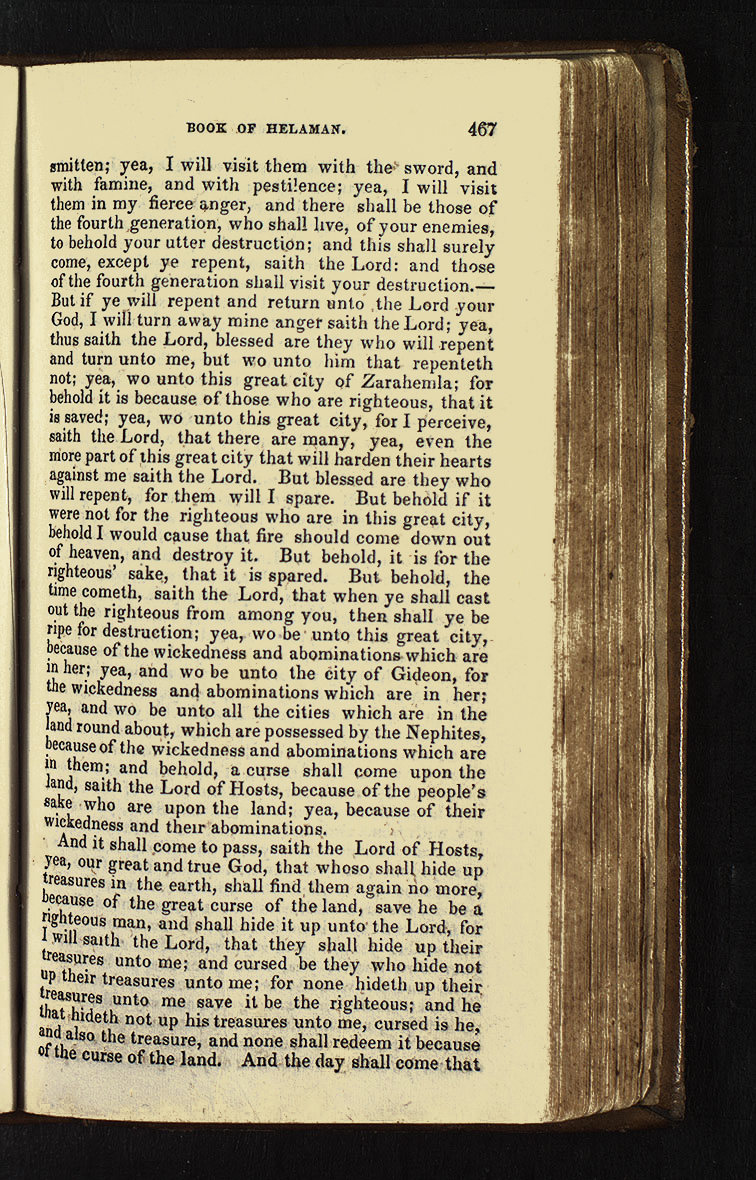 BOOK OF HELAMAN. 467
smitten; yea, I will visit them with the sword, and
with famine, and with pestilence; yea, I will visit
them in my fierce anger, and there shall be those of
the fourth generation, who shall live, of your enemies,
to behold your utter destruction; and this shall surely
come, except ye repent, saith the Lord: and those
of the fourth generation shall visit your destruction.—
But if ye will repent and return unto the Lord your
God, I will turn away mine anger saith the Lord; yea,
thus saith the Lord, blessed are they who will repent
and turn unto me, but wo unto him that repenteth
not; yea, wo unto this great city of Zarahemla; for
behold it is because of those who are righteous, that it
is saved; yea, wo unto this great city, for I perceive,
saith the Lord, that there are many, yea, even the
more part of this great city that will harden their hearts
against me saith the Lord. But blessed are they who
will repent, for them will I spare. But behold if it
were not for the righteous who are in this great city,
behold I would cause that fire should come down out
of heaven, and destroy it. But behold, it is for the
righteous' sake, that it is spared. But behold, the
time cometh, saith the Lord, that when ye shall cast
out the righteous from among you, then shall ye be
ripe for destruction; yea, wo be unto this great city,
because of the wickedness and abominations which are
in her; yea, and wo be unto the city of Gideon, for
the wickedness and abominations which are in her;
yea, and wo be unto all the cities which are in the
land round about, which are possessed by the Nephites,
because of the wickedness and abominations which are
in them; and behold, a curse shall come upon the
land, saith the Lord of Hosts, because of the people's
sake who are upon the land; yea, because of their
wickedness and their abominations.
And it shall come to pass, saith the Lord of Hosts,
yea, our great and true God, that whoso shall hide up
treasures in the earth, shall find them again no more,
because of the great curse of the land, save he be a
righteous man, and shall hide it up unto the Lord, for
I will saith the Lord, that they shall hide up their
treasures unto me; and cursed be they who hide not
up their treasures unto me; for none hideth up their
treasures unto me save it be the righteous; and he
that hideth not up his treasures unto me, cursed is he,
and also the treasure, and none shall redeem it because
of the curse of the land. And the day shall come that